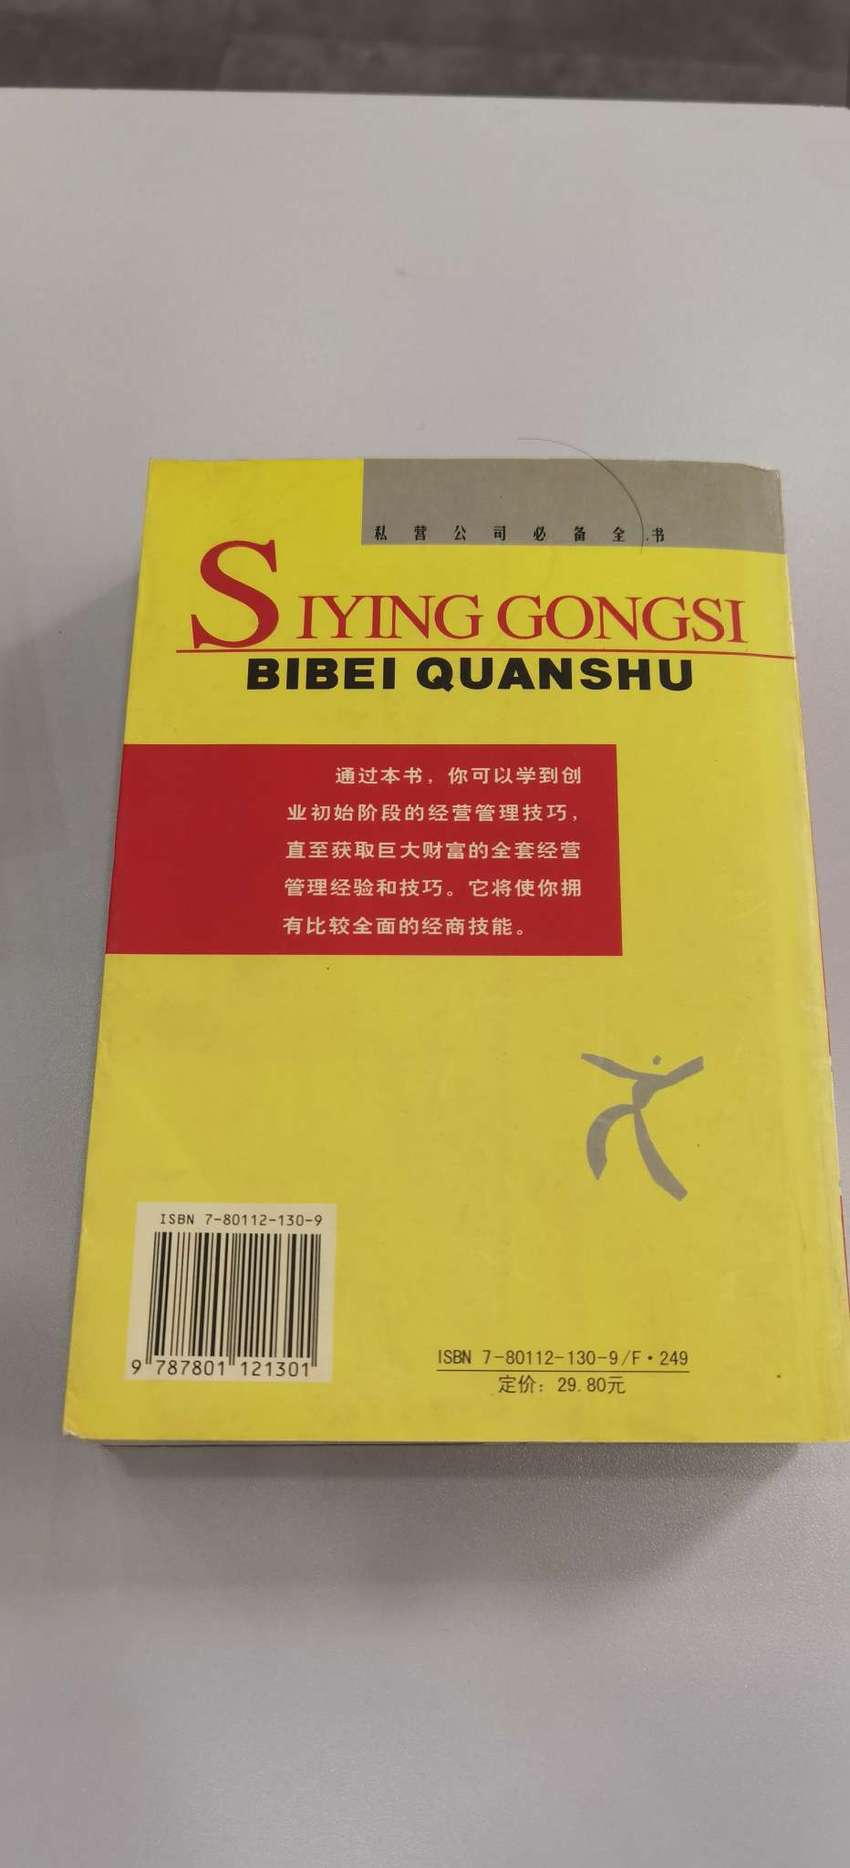 私营公司必备全书
SIYING GONGSI
BIBEI QUANSHU
通过本书，你可以学到创
业初始阶段的经营管理技巧，
直至获取巨大财富的全套经营
管理经验和技巧。它将使你拥
有比较全面的经商技能。
ISBN 7-80112-130-9
9 787801 121301
ISBN 7-80112-130-9/F·249
定价：29.80元